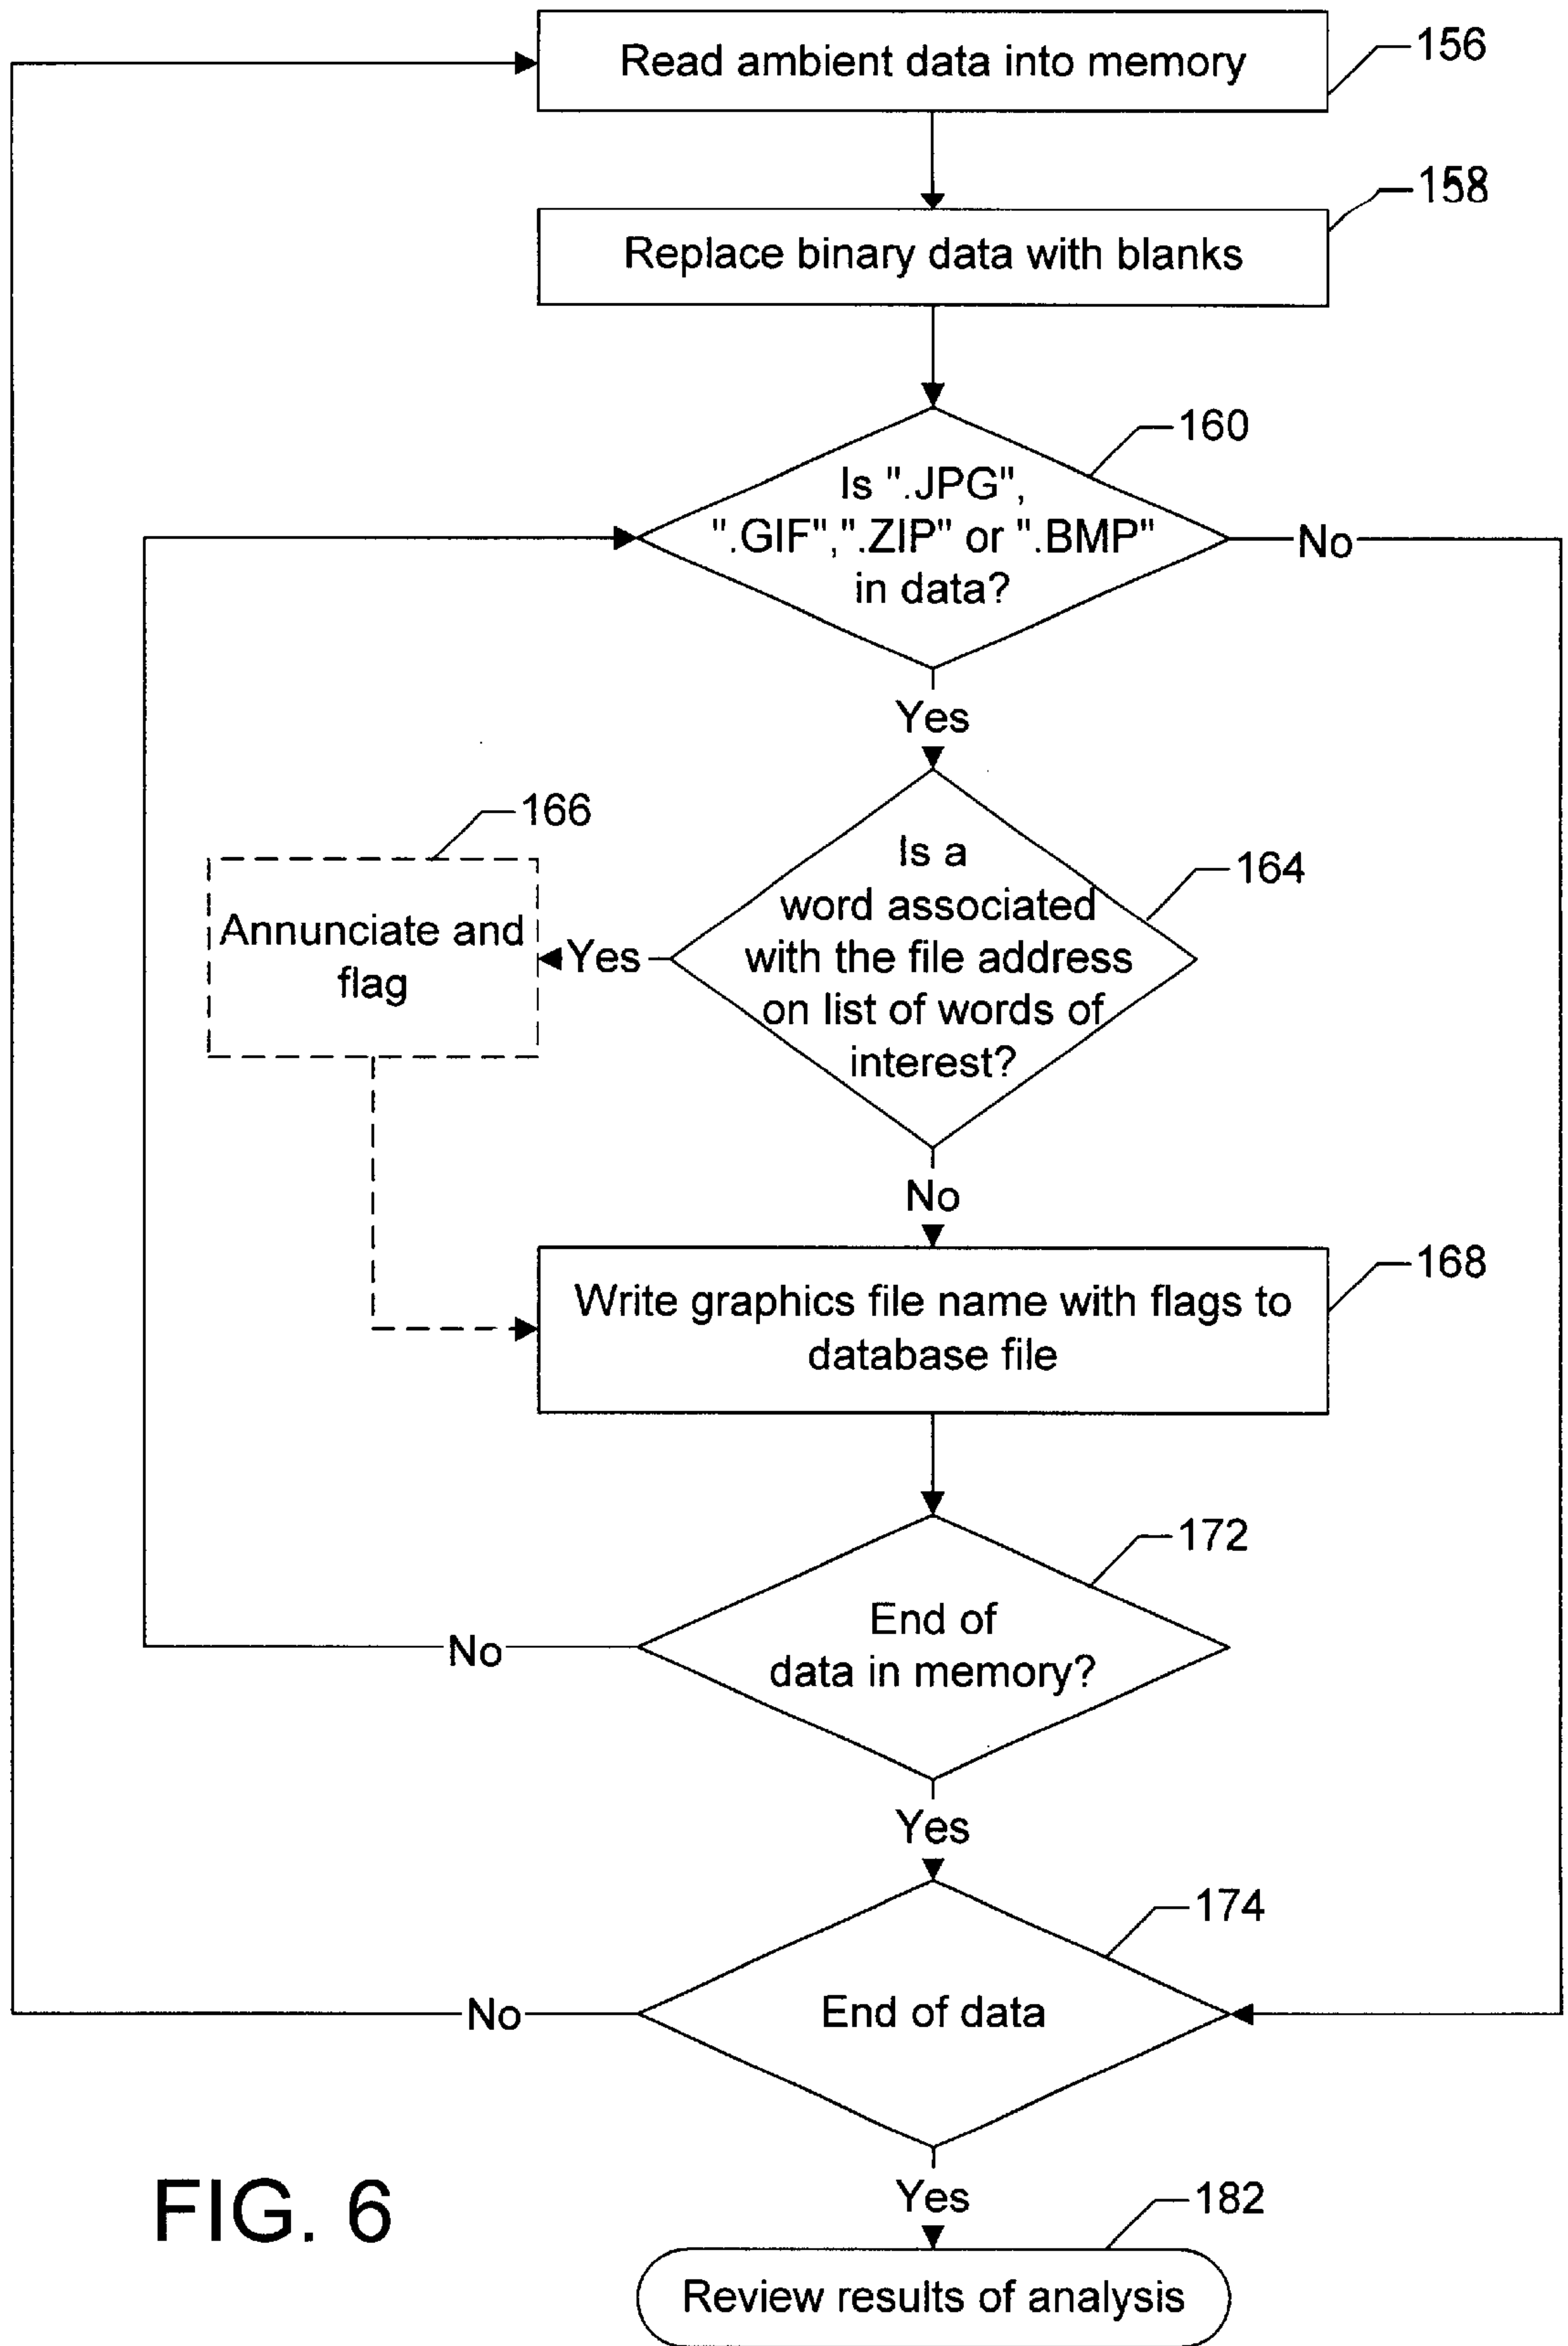 Read ambient data into memory
156
Replace binary data with blanks
158
160
Is ".JPG",
".GIF",".ZIP" or ".BMP"
in data?
No
Yes
166
Annunciate and
flag
Yes
Is a
word associated
with the file address
on list of words of
interest?
164
No
Write graphics file name with flags to
database file
168
172
End of
data in memory?
No
Yes
174
End of data
No
Yes
182
Review results of analysis
FIG. 6